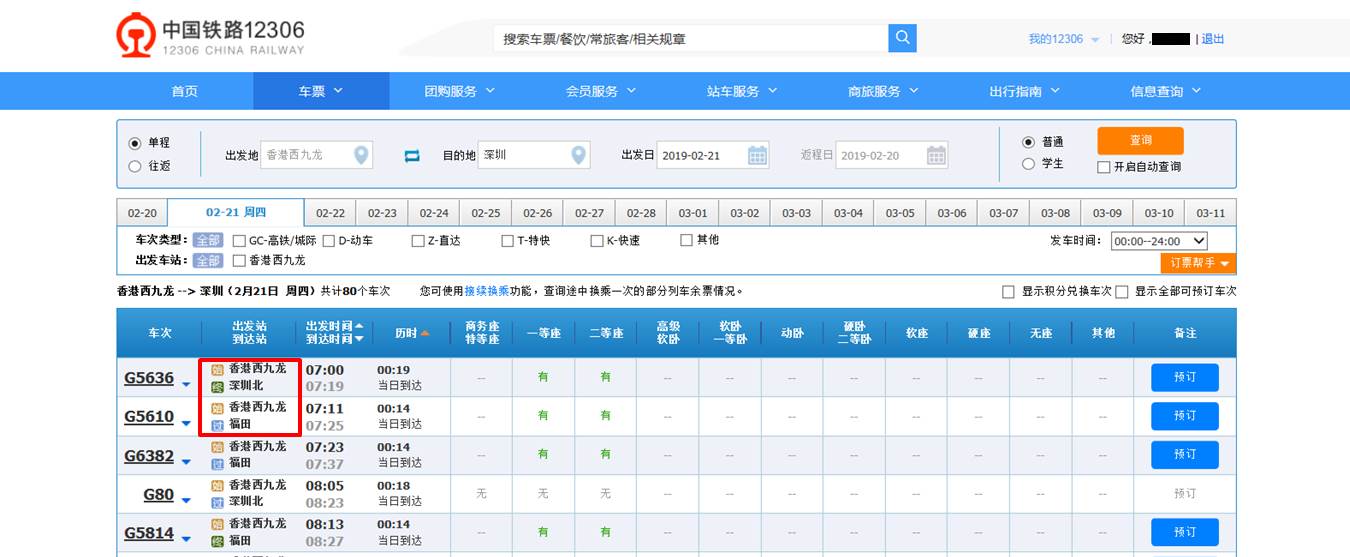 中国铁路12306
12306 CHINA RAILWAY
搜索车票/餐饮/常旅客/相关规章
我的12306 | 您好， | 退出
首页 车票 团购服务 会员服务 站车服务 商旅服务 出行指南 信息查询
单程
往返
出发地 香港西九龙 目的地 深圳 出发日 2019-02-21 返程日 2019-02-20
普通
学生
查询
开启自动查询
02-20 02-21 周四 02-22 02-23 02-24 02-25 02-26 02-27 02-28 03-01 03-02 03-03 03-04 03-05 03-06 03-07 03-08 03-09 03-10 03-11
车次类型： 全部 GC-高铁/城际 D-动车 Z-直达 T-特快 K-快速 其他 发车时间： 00:00--24:00
出发车站： 全部 香港西九龙
订票帮手
香港西九龙 --> 深圳（2月21日 周四）共计80个车次 您可使用接续换乘功能，查询途中换乘一次的部分列车余票情况。 显示积分兑换车次 显示全部可预订车次
车次 出发站 出发时间 历时 商务座 一等座 二等座 高级 软卧 动卧 硬卧 软座 硬座 无座 其他 备注
到达站 到达时间 特等座 软卧 一等卧 二等卧
G5636 始 香港西九龙 07:00 00:19 -- 有 有 -- -- -- -- -- -- -- -- 预订
终 深圳北 07:19 当日到达
G5610 始 香港西九龙 07:11 00:14 -- 有 有 -- -- -- -- -- -- -- -- 预订
过 福田 07:25 当日到达
G6382 始 香港西九龙 07:23 00:14 -- 有 有 -- -- -- -- -- -- -- -- 预订
过 福田 07:37 当日到达
G80 始 香港西九龙 08:05 00:18 无 无 无 -- -- -- -- -- -- -- -- 预订
过 深圳北 08:23 当日到达
G5814 始 香港西九龙 08:13 00:14 -- 有 有 -- -- -- -- -- -- -- -- 预订
终 福田 08:27 当日到达